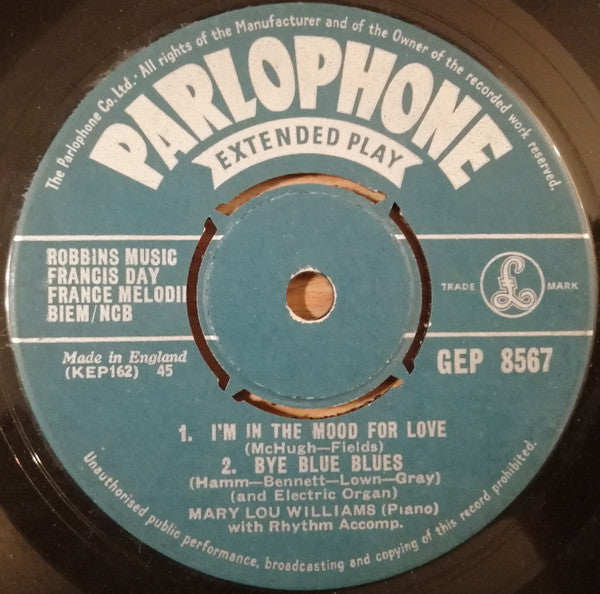 The Parlophone Co. Ltd. · All rights of the Manufacturer and of the Owner of the recorded work reserved.
PARLOPHONE
EXTENDED PLAY
ROBBINS MUSIC
FRANCIS DAY
FRANCE MELODII
BIEM/NCB
TRADE £ MARK
Made in England
(KEP162) 45
GEP 8567
1. I'M IN THE MOOD FOR LOVE
(McHugh—Fields)
2. BYE BLUE BLUES
(Hamm—Bennett—Lown—Gray)
(and Electric Organ)
MARY LOU WILLIAMS (Piano)
with Rhythm Accomp.
Unauthorised public performance, broadcasting and copying of this record prohibited.